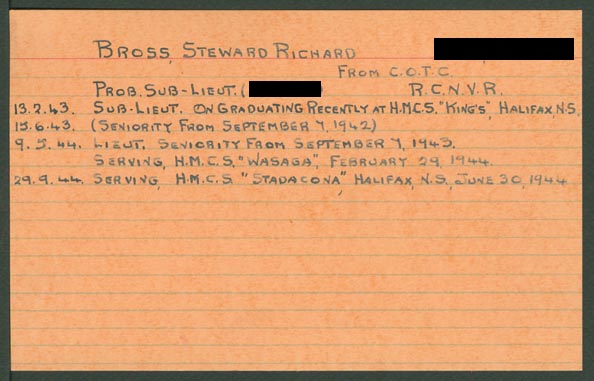 BROSS, STEWARD RICHARD
FROM C.O.T.C.
PROB. SUB-LIEUT. ( ) R.C.N.V.R.
13.2.43. SUB-LIEUT. ON GRADUATING RECENTLY AT H.M.C.S. "KING'S", HALIFAX, N.S.
15.6.43. (SENIORITY FROM SEPTEMBER 7, 1942)
9.5.44. LIEUT. SENIORITY FROM SEPTEMBER 7, 1943.
SERVING, H.M.C.S. "WASAGA", FEBRUARY 29, 1944.
29.9.44. SERVING, H.M.C.S. "STADACONA" HALIFAX, N.S., JUNE 30, 1944